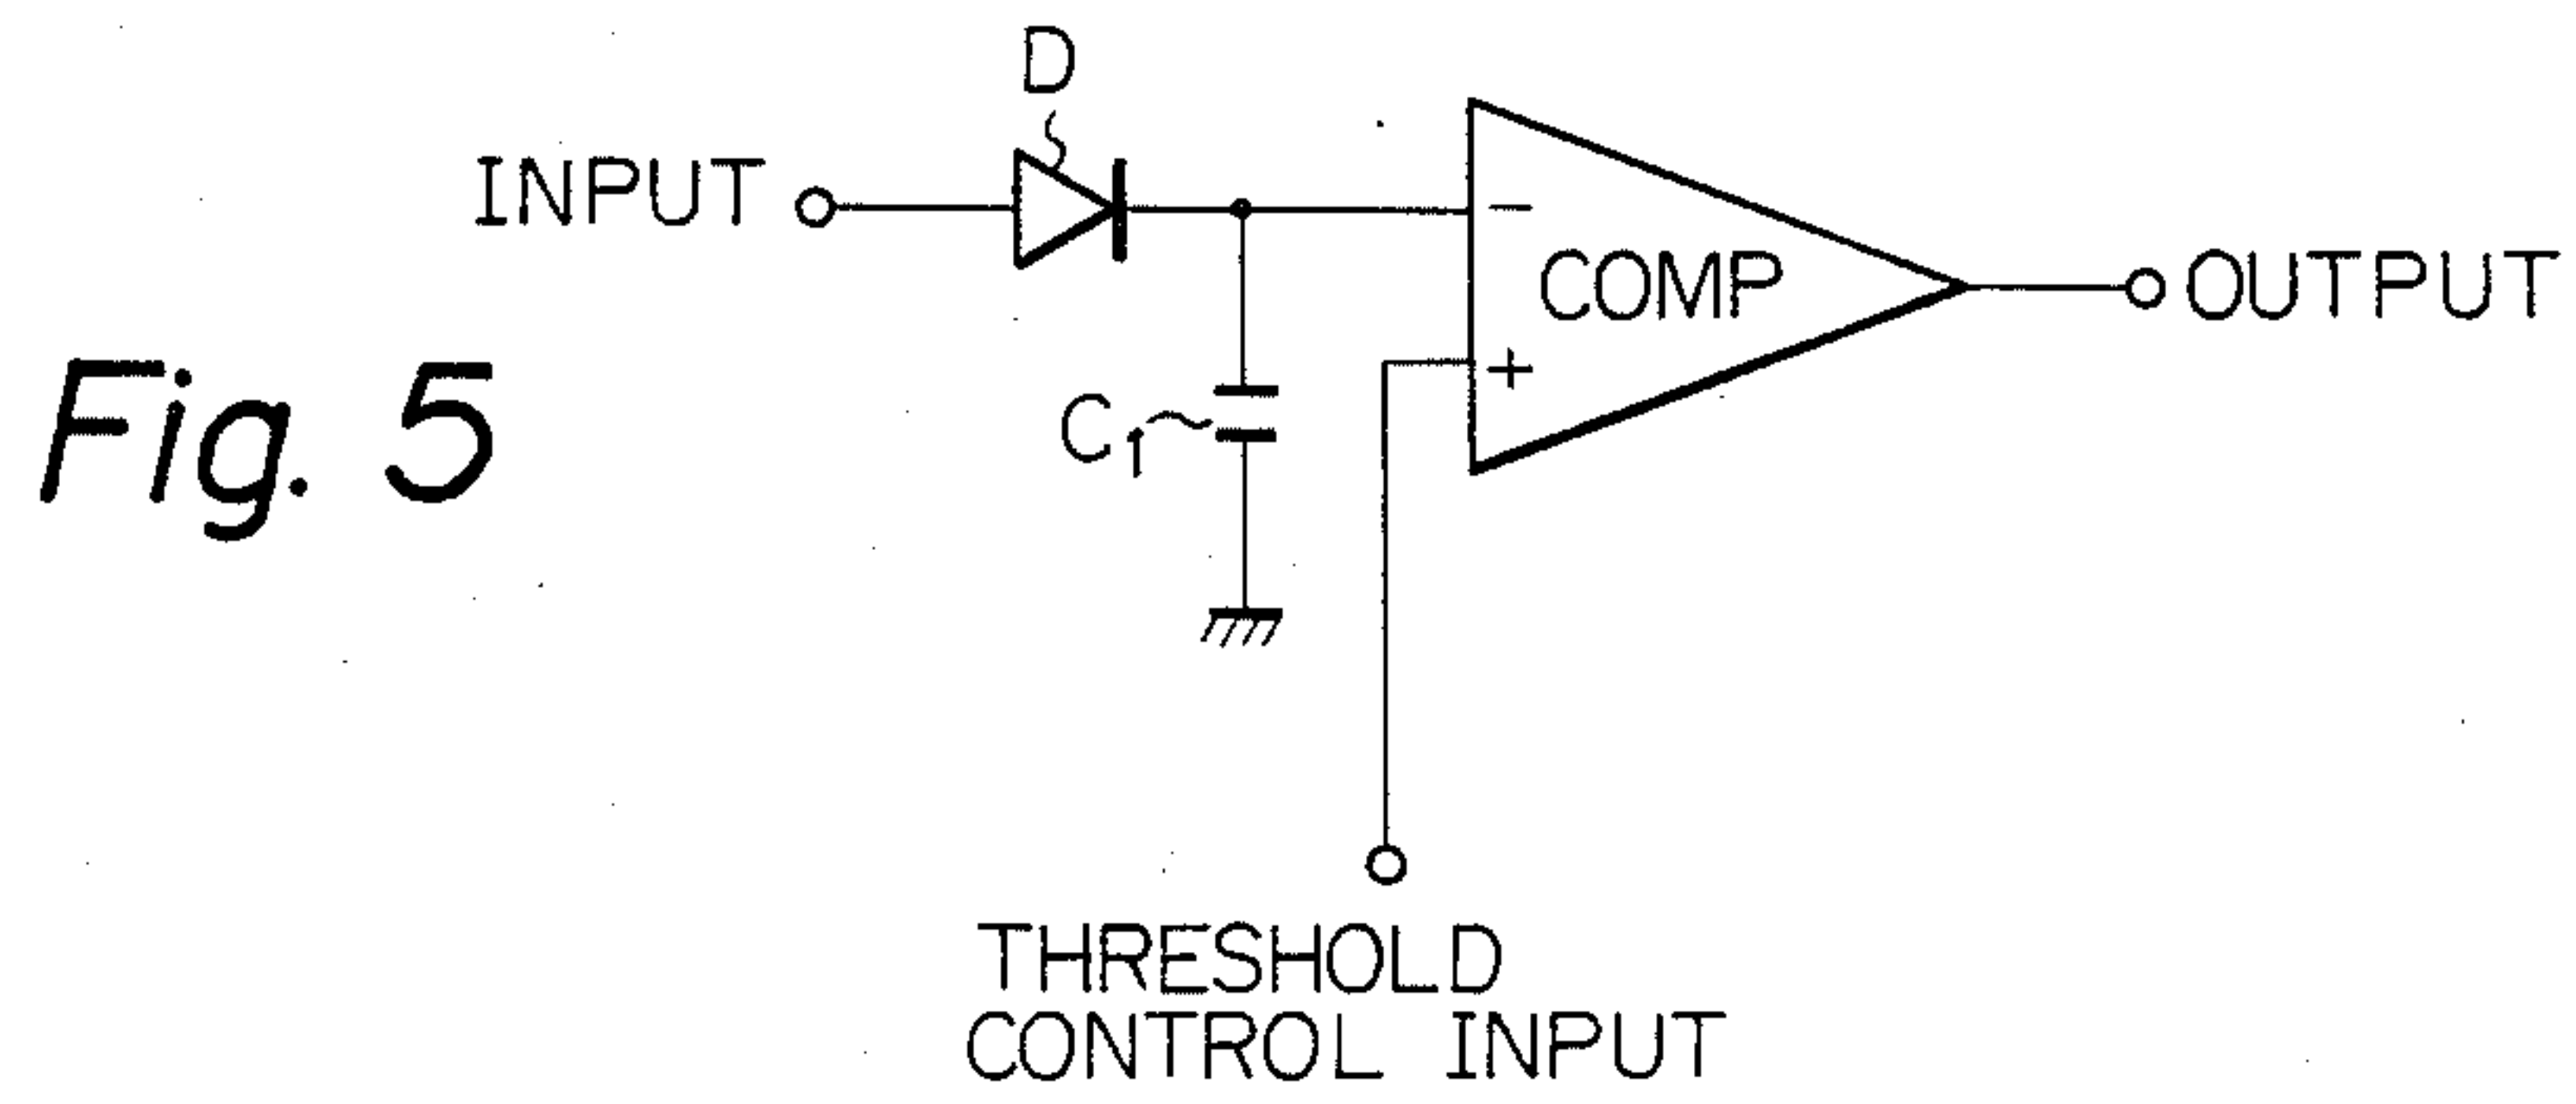 D
INPUT
−
COMP
OUTPUT
+
Fig. 5
C1
THRESHOLD
CONTROL INPUT